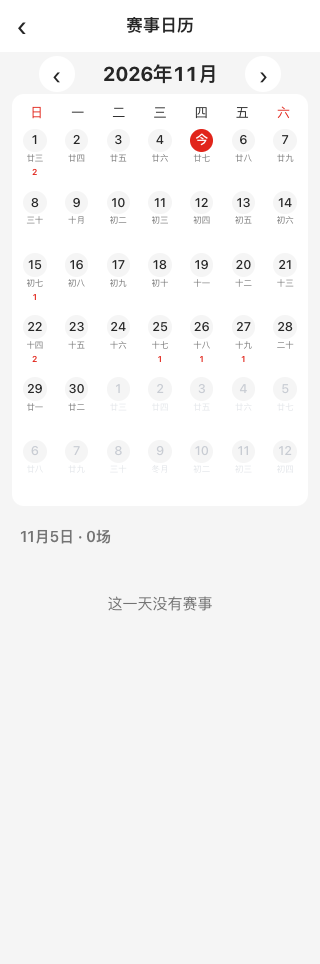 ‹ 赛事日历
‹ 2026年11月 ›
日 一 二 三 四 五 六
1 2 3 4 今 6 7
廿三 廿四 廿五 廿六 廿七 廿八 廿九
2
8 9 10 11 12 13 14
三十 十月 初二 初三 初四 初五 初六
15 16 17 18 19 20 21
初七 初八 初九 初十 十一 十二 十三
1
22 23 24 25 26 27 28
十四 十五 十六 十七 十八 十九 二十
2 1 1 1
29 30 1 2 3 4 5
廿一 廿二 廿三 廿四 廿五 廿六 廿七
6 7 8 9 10 11 12
廿八 廿九 三十 冬月 初二 初三 初四
11月5日 · 0场
这一天没有赛事